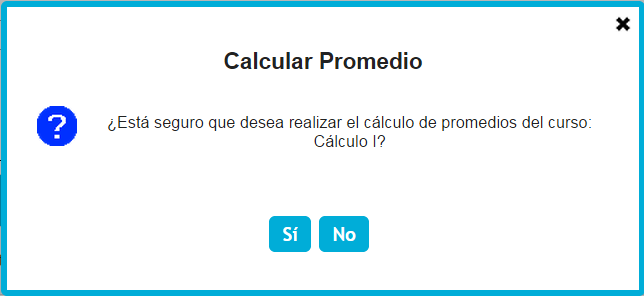 Calcular Promedio
¿Está seguro que desea realizar el cálculo de promedios del curso:
Cálculo I?
Sí No